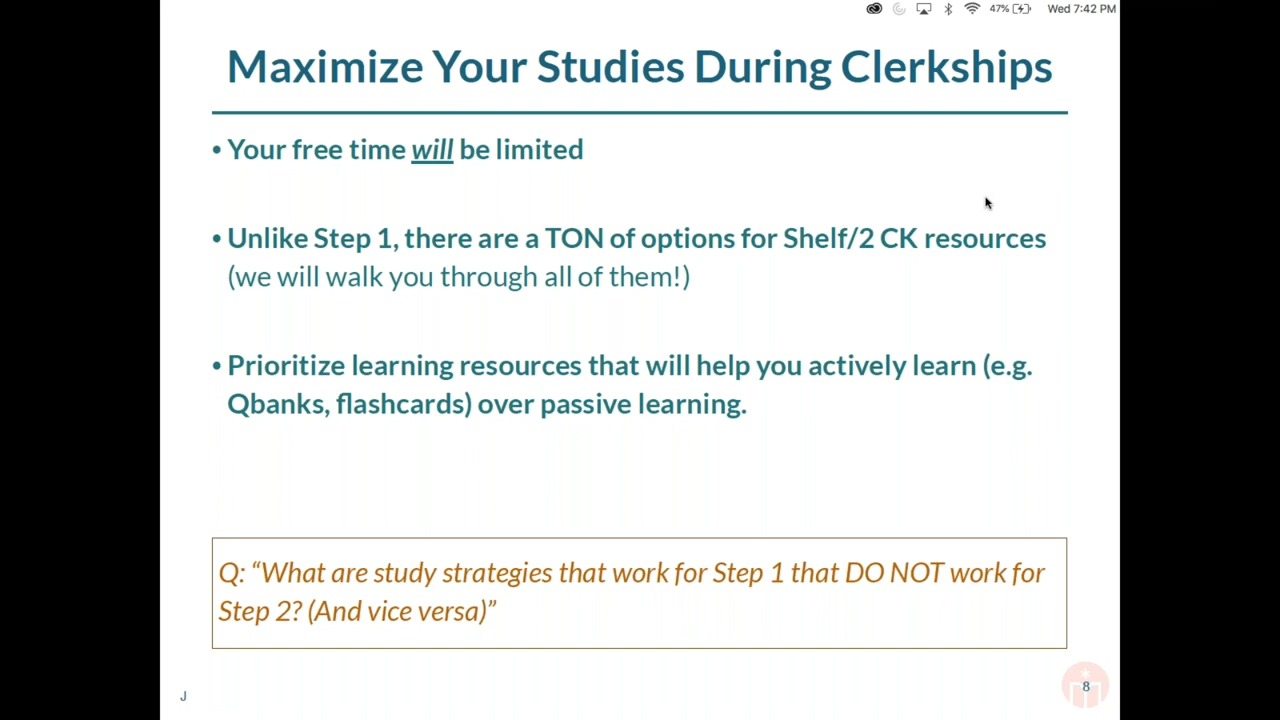 47% Wed 7:42 PM
Maximize Your Studies During Clerkships
• Your free time will be limited
• Unlike Step 1, there are a TON of options for Shelf/2 CK resources
(we will walk you through all of them!)
• Prioritize learning resources that will help you actively learn (e.g.
Qbanks, flashcards) over passive learning.
Q: “What are study strategies that work for Step 1 that DO NOT work for
Step 2? (And vice versa)”
J
8